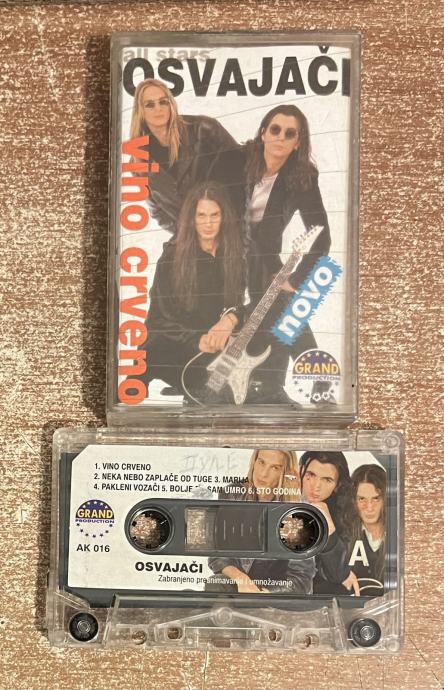 all stars
OSVAJAČI
vino crveno
novo
GRAND
PRODUCTION
1. VINO CRVENO
2. NEKA NEBO ZAPLAČE OD TUGE 3. MARIJA
4. PAKLENI VOZAČI 5. BOLJE SAM UMRO 6. STO GODINA
GRAND
PRODUCTION
AK 016
A
OSVAJAČI
Zabranjeno presnimavanje i umnožavanje